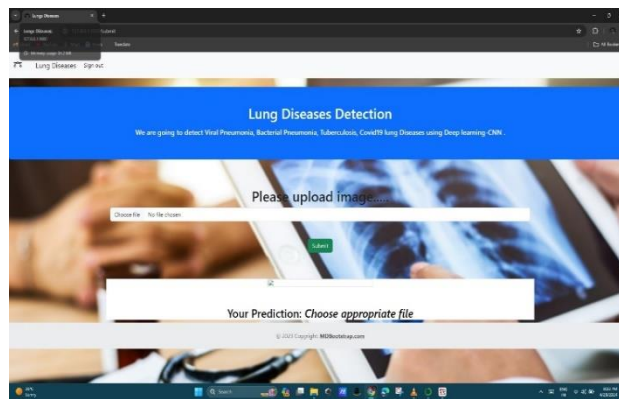 Lungs Diseases
Lung Diseases Sign out
Lung Diseases Detection
We are going to detect Viral Pneumonia, Bacterial Pneumonia, Tuberculosis, Covid19 lung Diseases using Deep learning-CNN .
Please upload image.....
Choose File No file chosen
Submit
Your Prediction: Choose appropriate file
© 2023 Copyright: MDBootstrap.com
Search